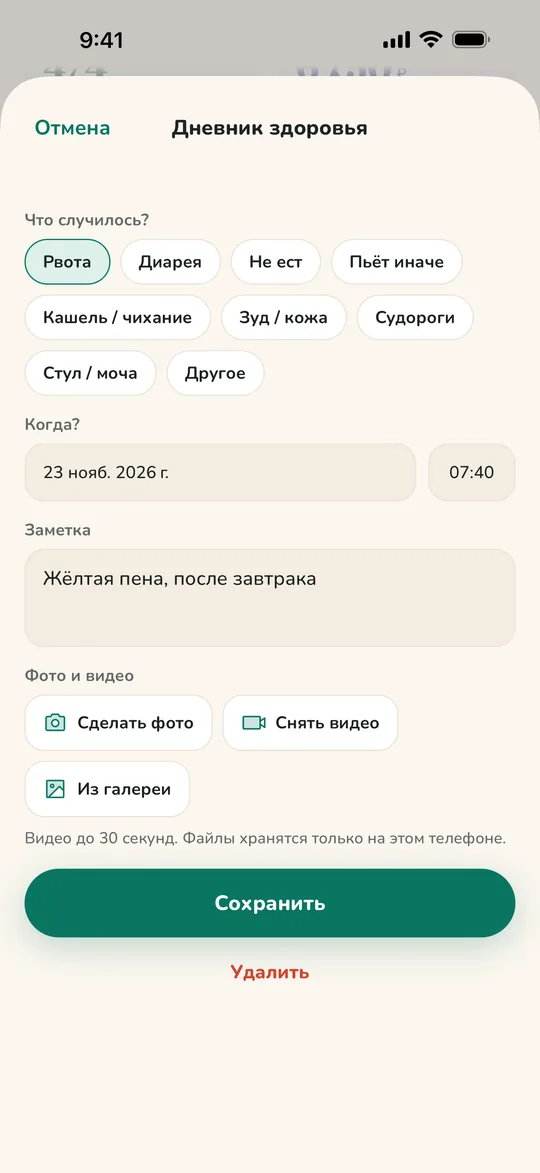 9:41
Отмена
Дневник здоровья
Что случилось?
Рвота
Диарея
Не ест
Пьёт иначе
Кашель / чихание
Зуд / кожа
Судороги
Стул / моча
Другое
Когда?
23 нояб. 2026 г.
07:40
Заметка
Жёлтая пена, после завтрака
Фото и видео
Сделать фото
Снять видео
Из галереи
Видео до 30 секунд. Файлы хранятся только на этом телефоне.
Сохранить
Удалить